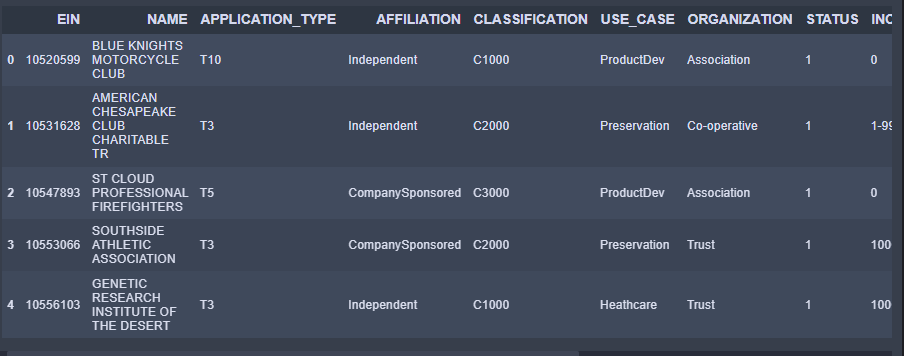 EIN NAME APPLICATION_TYPE AFFILIATION CLASSIFICATION USE_CASE ORGANIZATION STATUS INC
0 10520599 BLUE KNIGHTS MOTORCYCLE CLUB T10 Independent C1000 ProductDev Association 1 0
1 10531628 AMERICAN CHESAPEAKE CLUB CHARITABLE TR T3 Independent C2000 Preservation Co-operative 1 1-99
2 10547893 ST CLOUD PROFESSIONAL FIREFIGHTERS T5 CompanySponsored C3000 ProductDev Association 1 0
3 10553066 SOUTHSIDE ATHLETIC ASSOCIATION T3 CompanySponsored C2000 Preservation Trust 1 100
4 10556103 GENETIC RESEARCH INSTITUTE OF THE DESERT T3 Independent C1000 Heathcare Trust 1 100